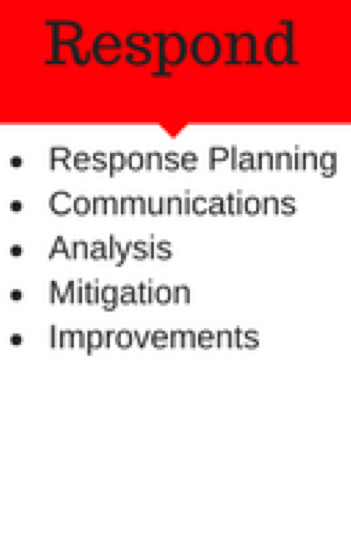 Respond
• Response Planning
• Communications
• Analysis
• Mitigation
• Improvements